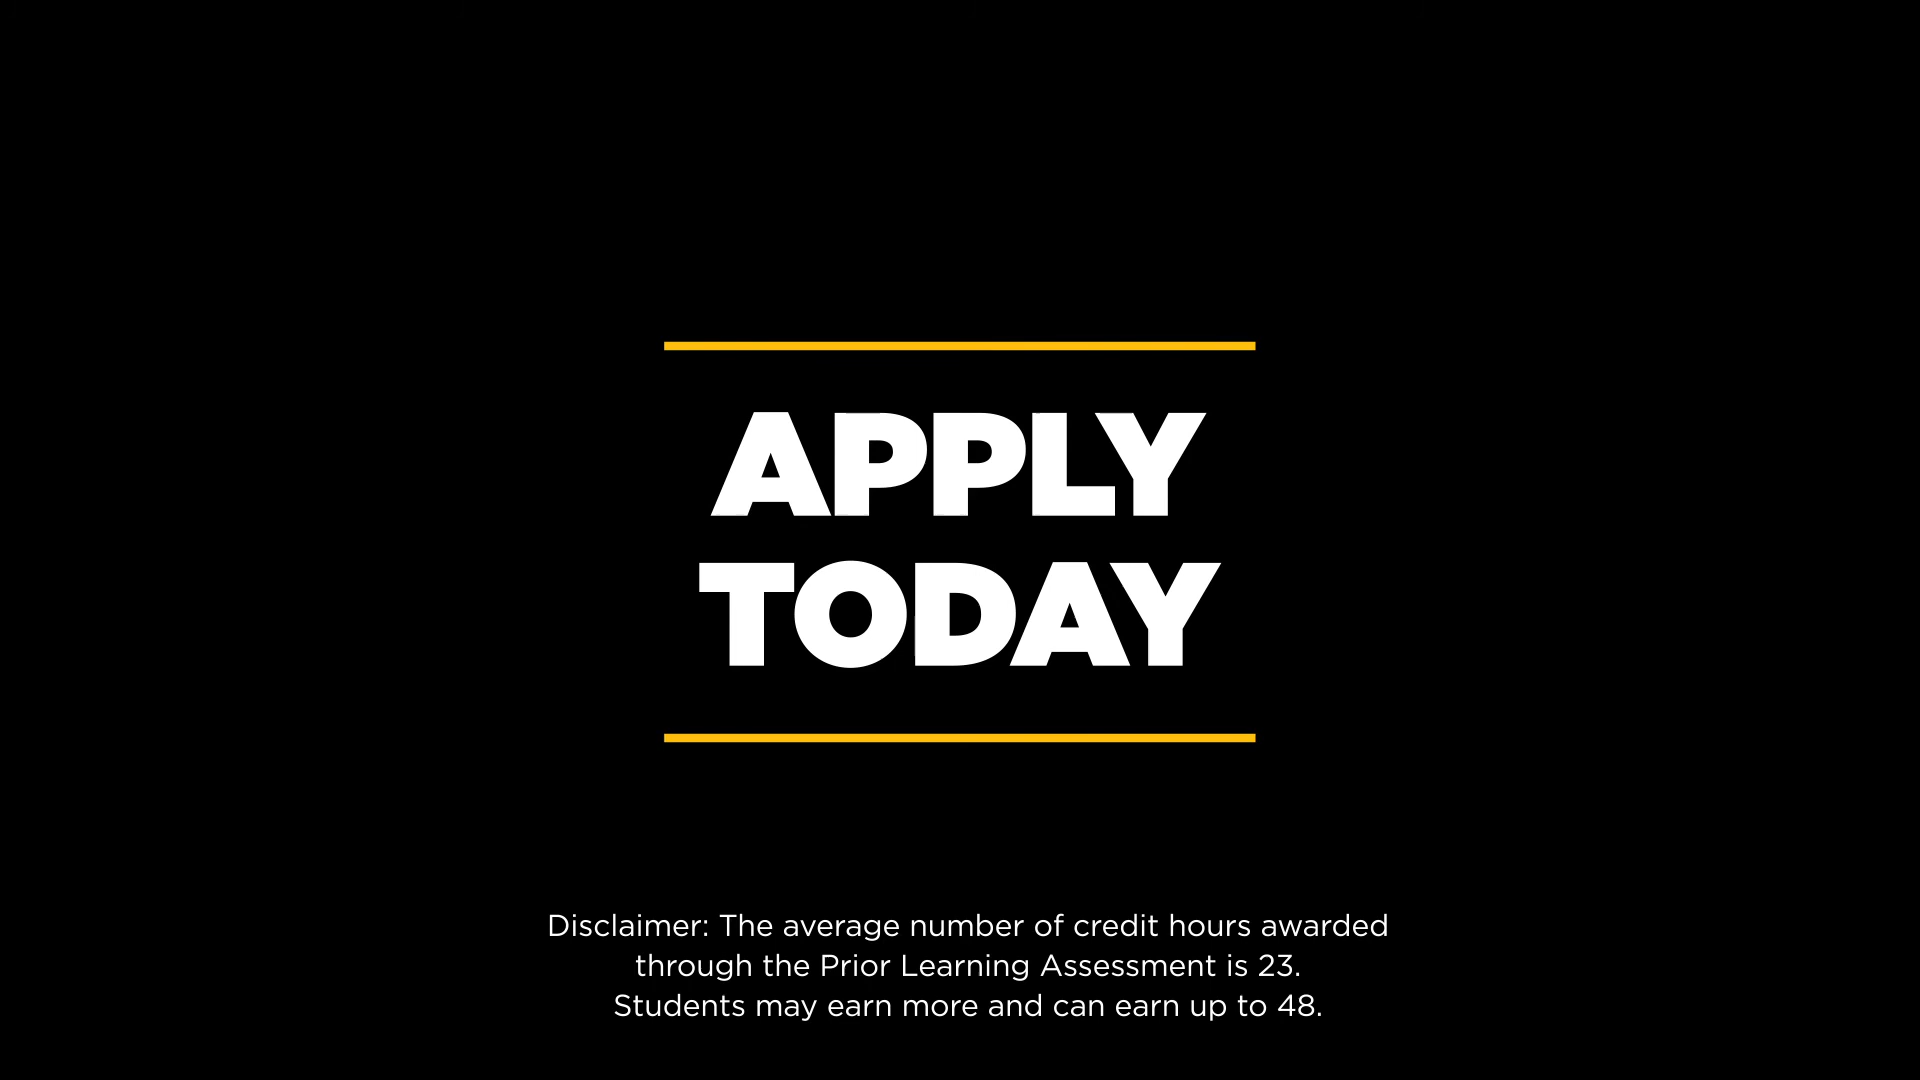 APPLY
TODAY
Disclaimer: The average number of credit hours awarded
through the Prior Learning Assessment is 23.
Students may earn more and can earn up to 48.